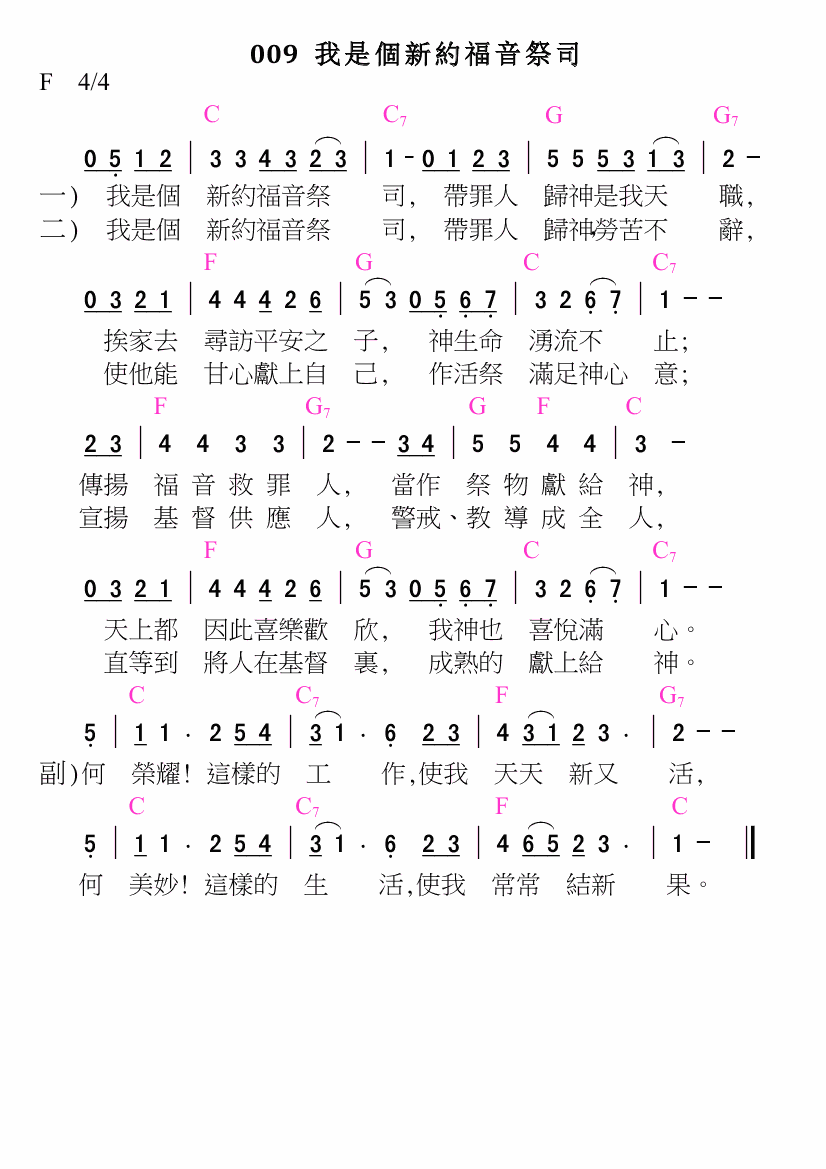 009 我是個新約福音祭司
F 4/4
C C7 G G7
0 5 1 2 | 3 3 4 3 2 3 | 1 - 0 1 2 3 | 5 5 5 3 1 3 | 2 -
一) 我是個 新約福音祭 司, 帶罪人 歸神是我天 職,
二) 我是個 新約福音祭 司, 帶罪人 歸神,勞苦不 辭,
F G C C7
0 3 2 1 | 4 4 4 2 6 | 5 3 0 5 6 7 | 3 2 6 7 | 1 - -
挨家去 尋訪平安之 子, 神生命 湧流不 止;
使他能 甘心獻上自 己, 作活祭 滿足神心 意;
F G7 G F C
2 3 | 4 4 3 3 | 2 - - 3 4 | 5 5 4 4 | 3 -
傳揚 福 音 救 罪 人, 當作 祭 物 獻 給 神,
宣揚 基 督 供 應 人, 警戒、教 導 成 全 人,
F G C C7
0 3 2 1 | 4 4 4 2 6 | 5 3 0 5 6 7 | 3 2 6 7 | 1 - -
天上都 因此喜樂歡 欣, 我神也 喜悅滿 心。
直等到 將人在基督 裏, 成熟的 獻上給 神。
C C7 F G7
5 | 1 1 . 2 5 4 | 3 1 . 6 2 3 | 4 3 1 2 3 . | 2 - -
副)何 榮耀! 這樣的 工 作,使我 天天 新又 活,
C C7 F C
5 | 1 1 . 2 5 4 | 3 1 . 6 2 3 | 4 6 5 2 3 . | 1 - ‖
何 美妙! 這樣的 生 活,使我 常常 結新 果。